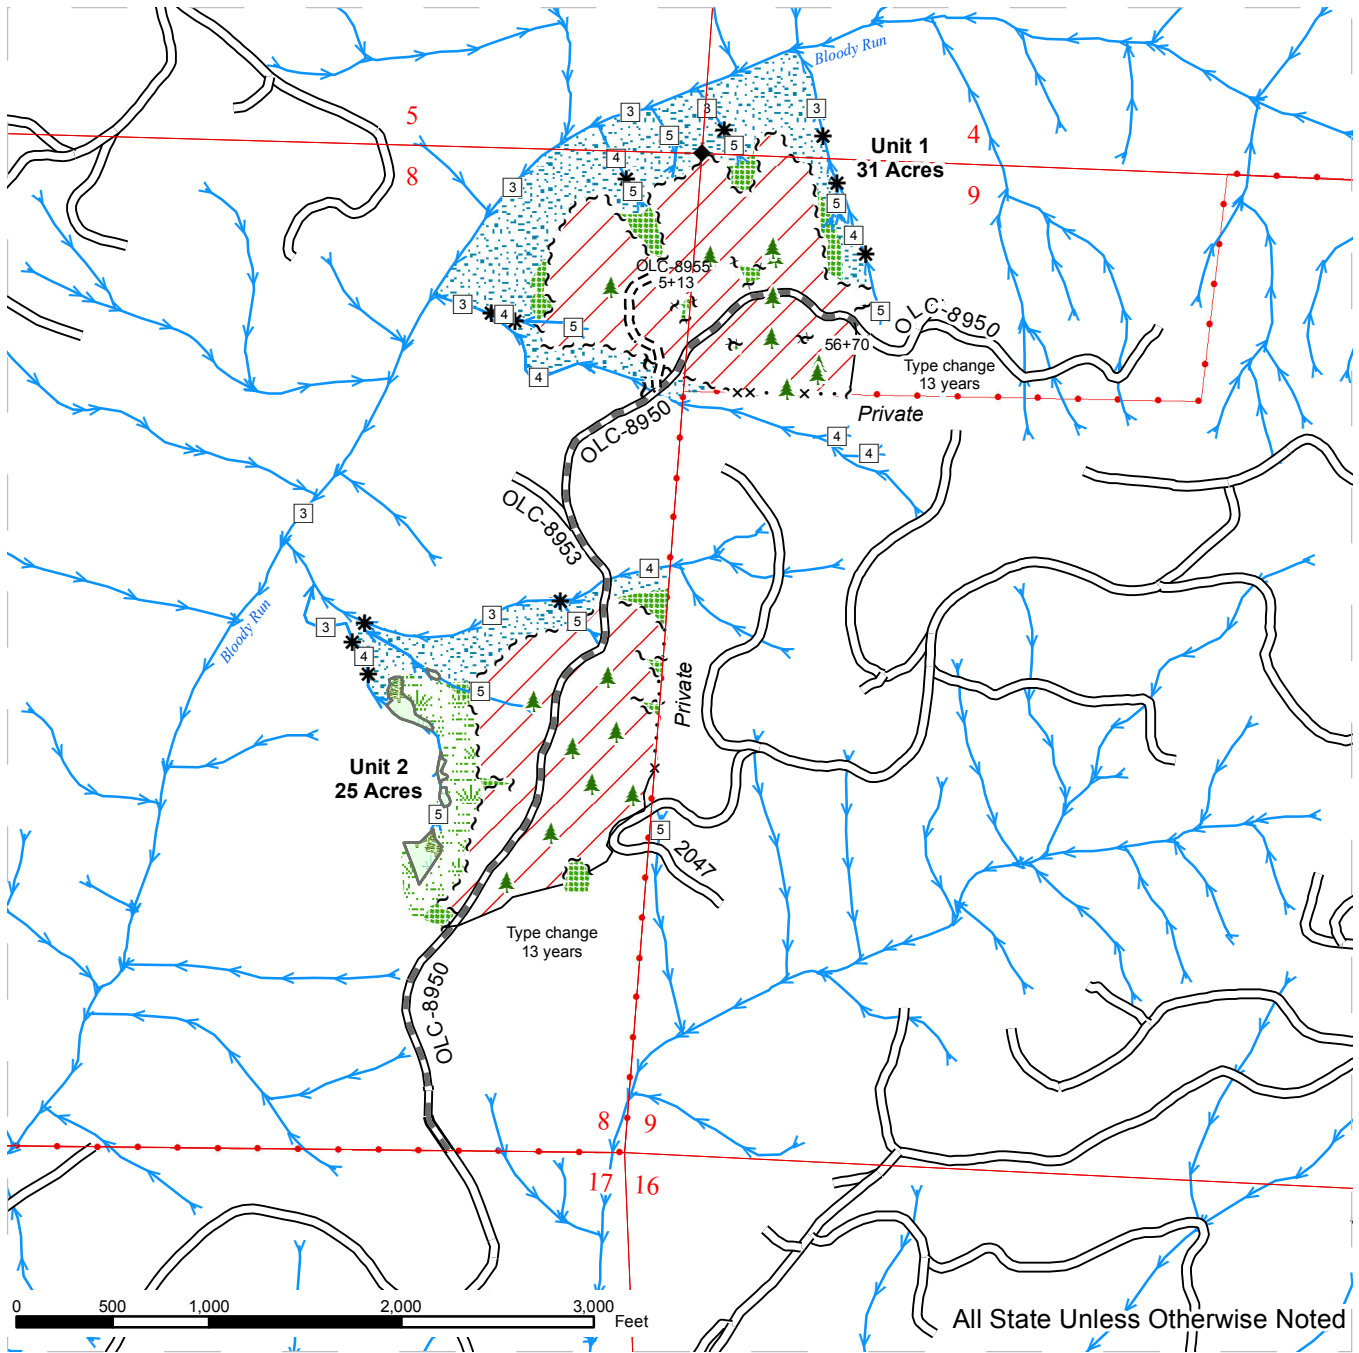 Bloody Run
5
4
3
3
3
5
5
Unit 1
31 Acres
8
4
9
3
5
5
4
OLC-8955
5+13
3
4
5
5
OLC-8950
56+70
Type change
13 years
4
Private
OLC-8950
4
4
OLC-8953
3
4
3
5
3
Bloody Run
4
5
Private
Unit 2
25 Acres
5
5
2047
Type change
13 years
OLC-8950
8
9
17
16
0
500
1,000
2,000
3,000
Feet
All State Unless Otherwise Noted